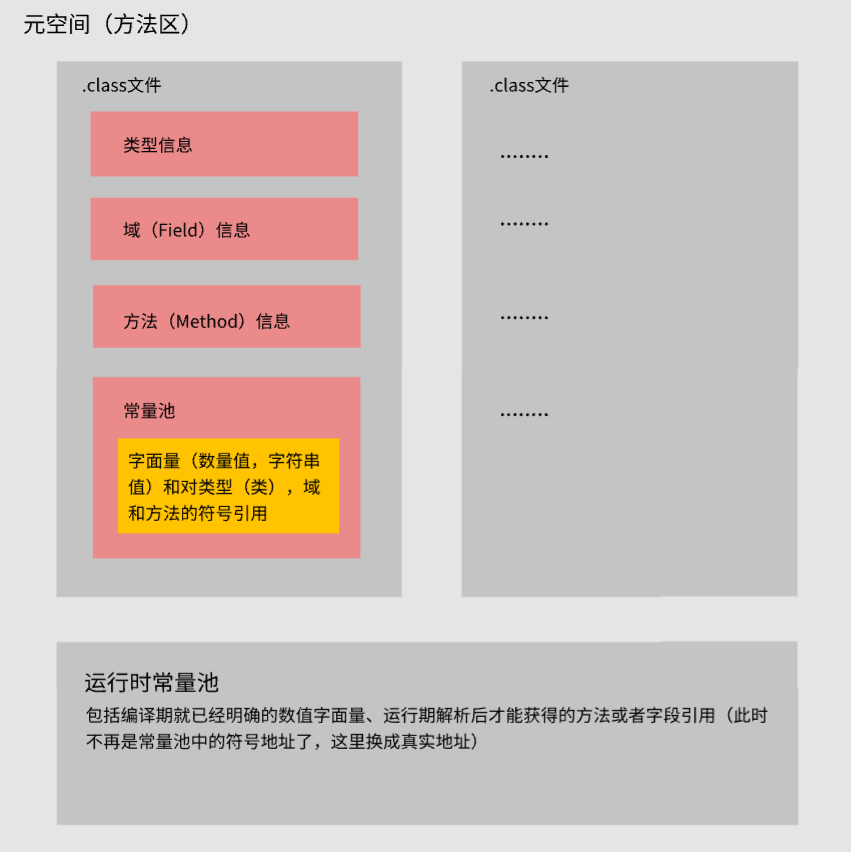 元空间（方法区）
.class文件
类型信息
域（Field）信息
方法（Method）信息
常量池
字面量（数量值，字符串
值）和对类型（类），域
和方法的符号引用
.class文件
........
........
........
........
运行时常量池
包括编译期就已经明确的数值字面量、运行期解析后才能获得的方法或者字段引用（此时
不再是常量池中的符号地址了，这里换成真实地址）